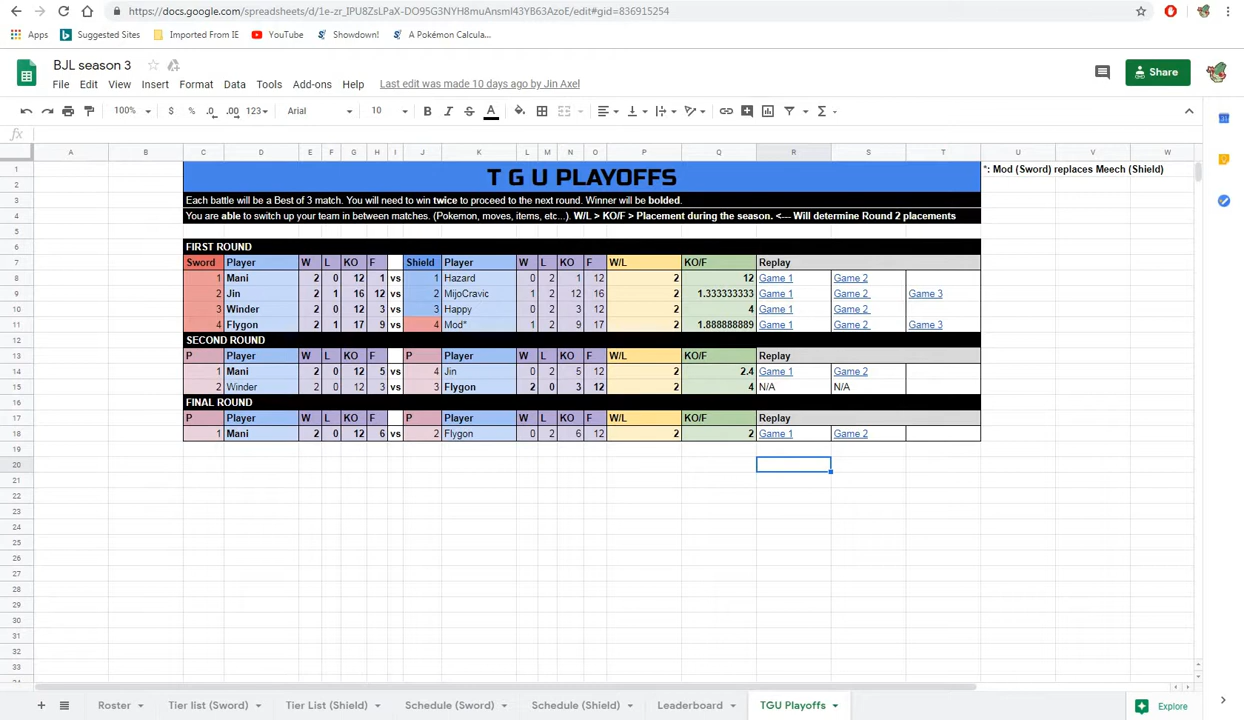 https://docs.google.com/spreadsheets/d/1e-zr_IPU8ZsLPaX-DO95G3NYH8muAnsmI43YB63AzoE/edit#gid=836915254
Apps Suggested Sites Imported From IE YouTube Showdown! A Pokémon Calcula...
BJL season 3
File Edit View Insert Format Data Tools Add-ons Help Last edit was made 10 days ago by Jin Axel
Share
100% $ % .0 .00 123 Arial 10 B I S A
fx
A B C D E F G H I J K L M N O P Q R S T U V W
1 T G U PLAYOFFS *: Mod (Sword) replaces Meech (Shield)
2
3 Each battle will be a Best of 3 match. You will need to win twice to proceed to the next round. Winner will be bolded.
4 You are able to switch up your team in between matches. (Pokemon, moves, items, etc...). W/L > KO/F > Placement during the season. <--- Will determine Round 2 placements
5
6 FIRST ROUND
7 Sword Player W L KO F Shield Player W L KO F W/L KO/F Replay
8 1 Mani 2 0 12 1 vs 1 Hazard 0 2 1 12 2 12 Game 1 Game 2
9 2 Jin 2 1 16 12 vs 2 MijoCravic 1 2 12 16 2 1.333333333 Game 1 Game 2 Game 3
10 3 Winder 2 0 12 3 vs 3 Happy 0 2 3 12 2 4 Game 1 Game 2
11 4 Flygon 2 1 17 9 vs 4 Mod* 1 2 9 17 2 1.888888889 Game 1 Game 2 Game 3
12 SECOND ROUND
13 P Player W L KO F P Player W L KO F W/L KO/F Replay
14 1 Mani 2 0 12 5 vs 4 Jin 0 2 5 12 2 2.4 Game 1 Game 2
15 2 Winder 2 0 12 3 vs 3 Flygon 2 0 3 12 2 4 N/A N/A
16 FINAL ROUND
17 P Player W L KO F P Player W L KO F W/L KO/F Replay
18 1 Mani 2 0 12 6 vs 2 Flygon 0 2 6 12 2 2 Game 1 Game 2
19
20
21
22
23
24
25
26
27
28
29
30
31
32
33
Roster Tier list (Sword) Tier List (Shield) Schedule (Sword) Schedule (Shield) Leaderboard TGU Playoffs Explore